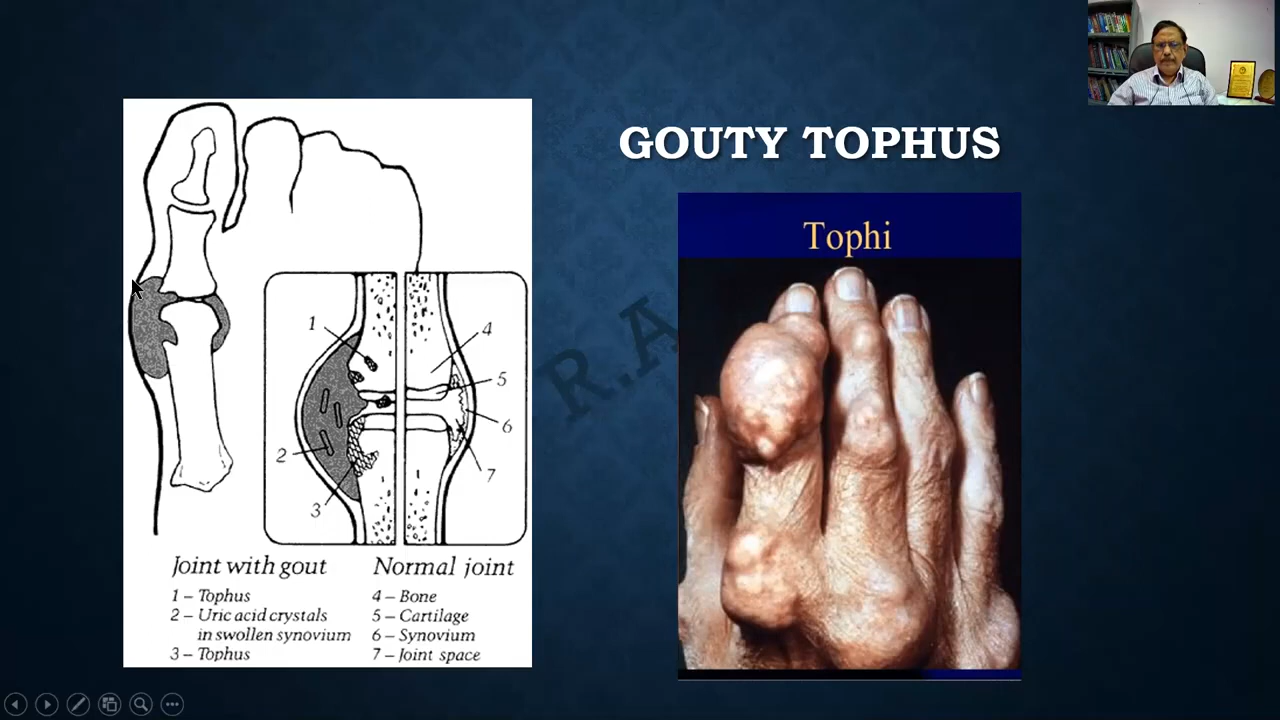 GOUTY TOPHUS
Tophi
R.A
1
2
3
4
5
6
7
Joint with gout
1 – Tophus
2 – Uric acid crystals
in swollen synovium
3 – Tophus
Normal joint
4 – Bone
5 – Cartilage
6 – Synovium
7 – Joint space